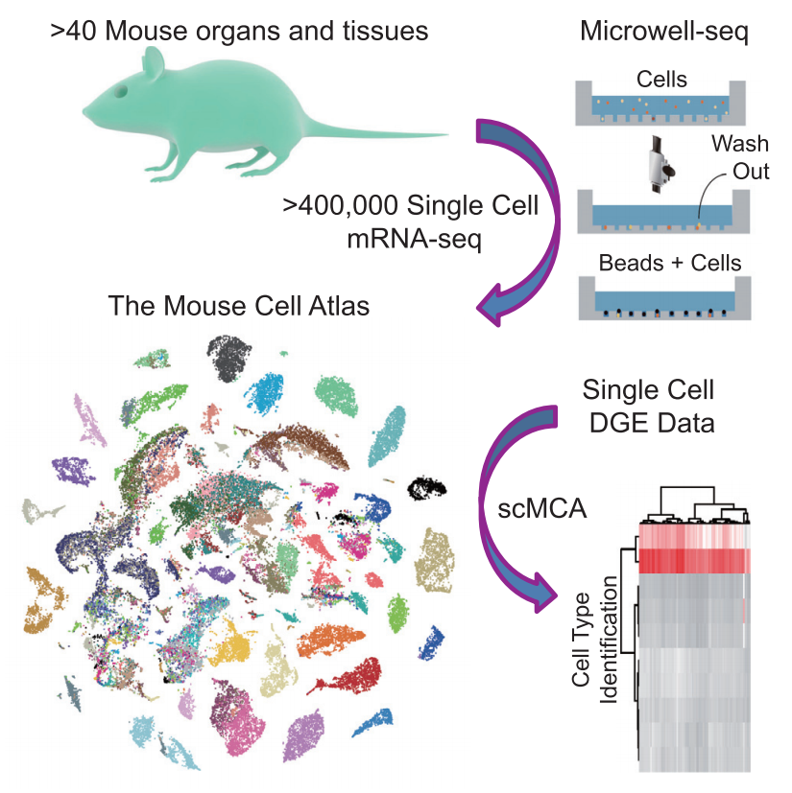 >40 Mouse organs and tissues
Microwell-seq
Cells
Wash
Out
>400,000 Single Cell
mRNA-seq
Beads + Cells
The Mouse Cell Atlas
Single Cell
DGE Data
scMCA
Cell Type
Identification